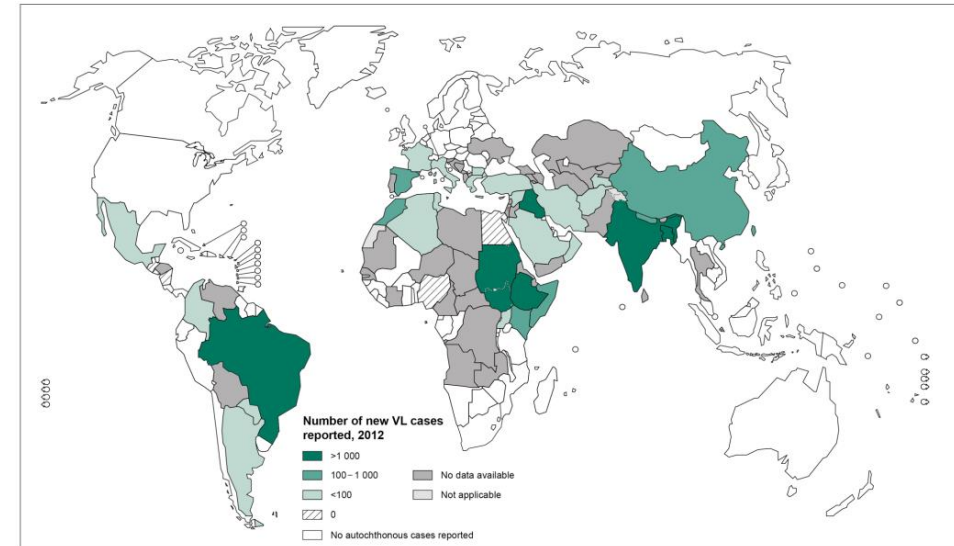 Number of new VL cases
reported, 2012
>1 000
100 – 1 000
<100
0
No autochthonous cases reported
No data available
Not applicable